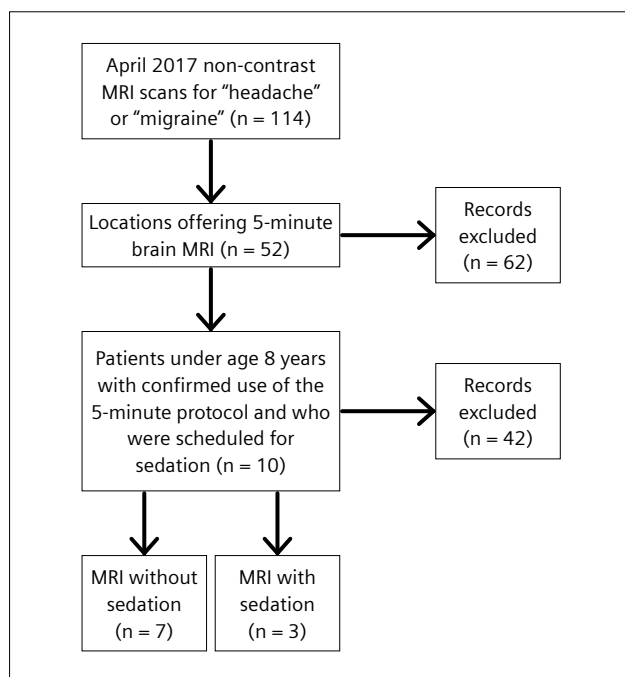 April 2017 non-contrast
MRI scans for “headache”
or “migraine” (n = 114)
Locations offering 5-minute
brain MRI (n = 52)
Records
excluded
(n = 62)
Patients under age 8 years
with confirmed use of the
5-minute protocol and who
were scheduled for
sedation (n = 10)
Records
excluded
(n = 42)
MRI without
sedation
(n = 7)
MRI with
sedation
(n = 3)